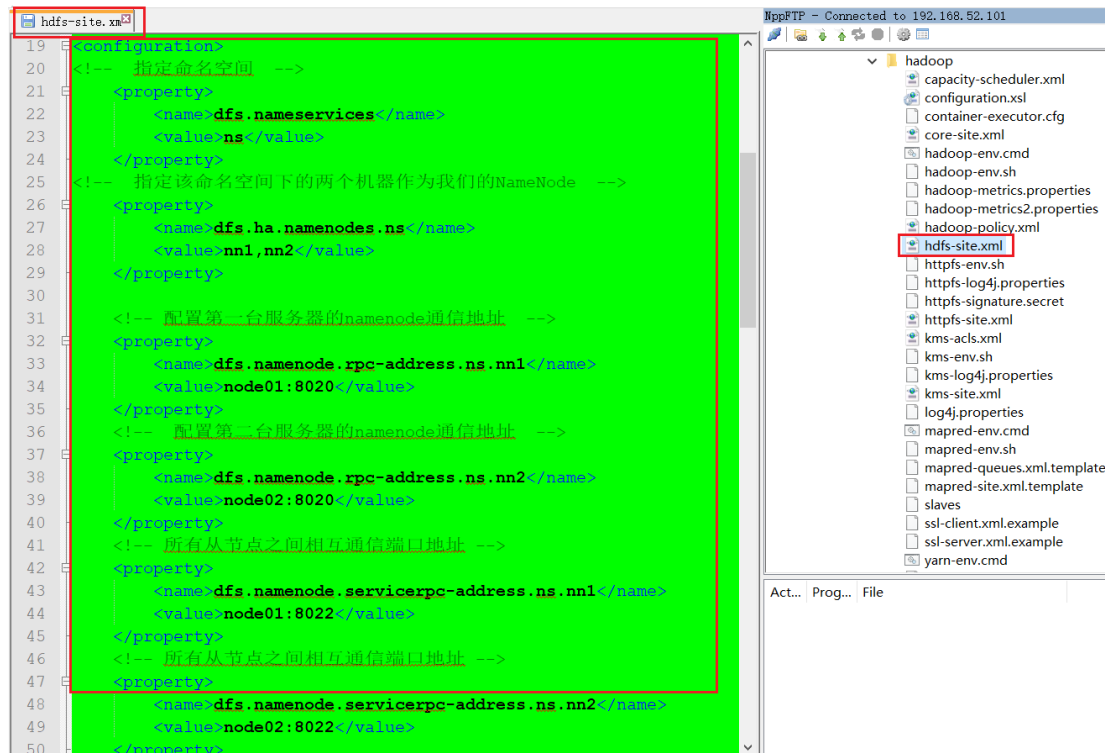 hdfs-site.xm
19 <configuration>
20 <!-- 指定命名空间 -->
21 <property>
22 <name>dfs.nameservices</name>
23 <value>ns</value>
24 </property>
25 <!-- 指定该命名空间下的两个机器作为我们的NameNode -->
26 <property>
27 <name>dfs.ha.namenodes.ns</name>
28 <value>nn1,nn2</value>
29 </property>
30
31 <!-- 配置第一台服务器的namenode通信地址 -->
32 <property>
33 <name>dfs.namenode.rpc-address.ns.nn1</name>
34 <value>node01:8020</value>
35 </property>
36 <!-- 配置第二台服务器的namenode通信地址 -->
37 <property>
38 <name>dfs.namenode.rpc-address.ns.nn2</name>
39 <value>node02:8020</value>
40 </property>
41 <!-- 所有从节点之间相互通信端口地址 -->
42 <property>
43 <name>dfs.namenode.servicerpc-address.ns.nn1</name>
44 <value>node01:8022</value>
45 </property>
46 <!-- 所有从节点之间相互通信端口地址 -->
47 <property>
48 <name>dfs.namenode.servicerpc-address.ns.nn2</name>
49 <value>node02:8022</value>
50 </property>
NppFTP - Connected to 192.168.52.101
hadoop
capacity-scheduler.xml
configuration.xsl
container-executor.cfg
core-site.xml
hadoop-env.cmd
hadoop-env.sh
hadoop-metrics.properties
hadoop-metrics2.properties
hadoop-policy.xml
hdfs-site.xml
httpfs-env.sh
httpfs-log4j.properties
httpfs-signature.secret
httpfs-site.xml
kms-acls.xml
kms-env.sh
kms-log4j.properties
kms-site.xml
log4j.properties
mapred-env.cmd
mapred-env.sh
mapred-queues.xml.template
mapred-site.xml.template
slaves
ssl-client.xml.example
ssl-server.xml.example
yarn-env.cmd
Act... Prog... File